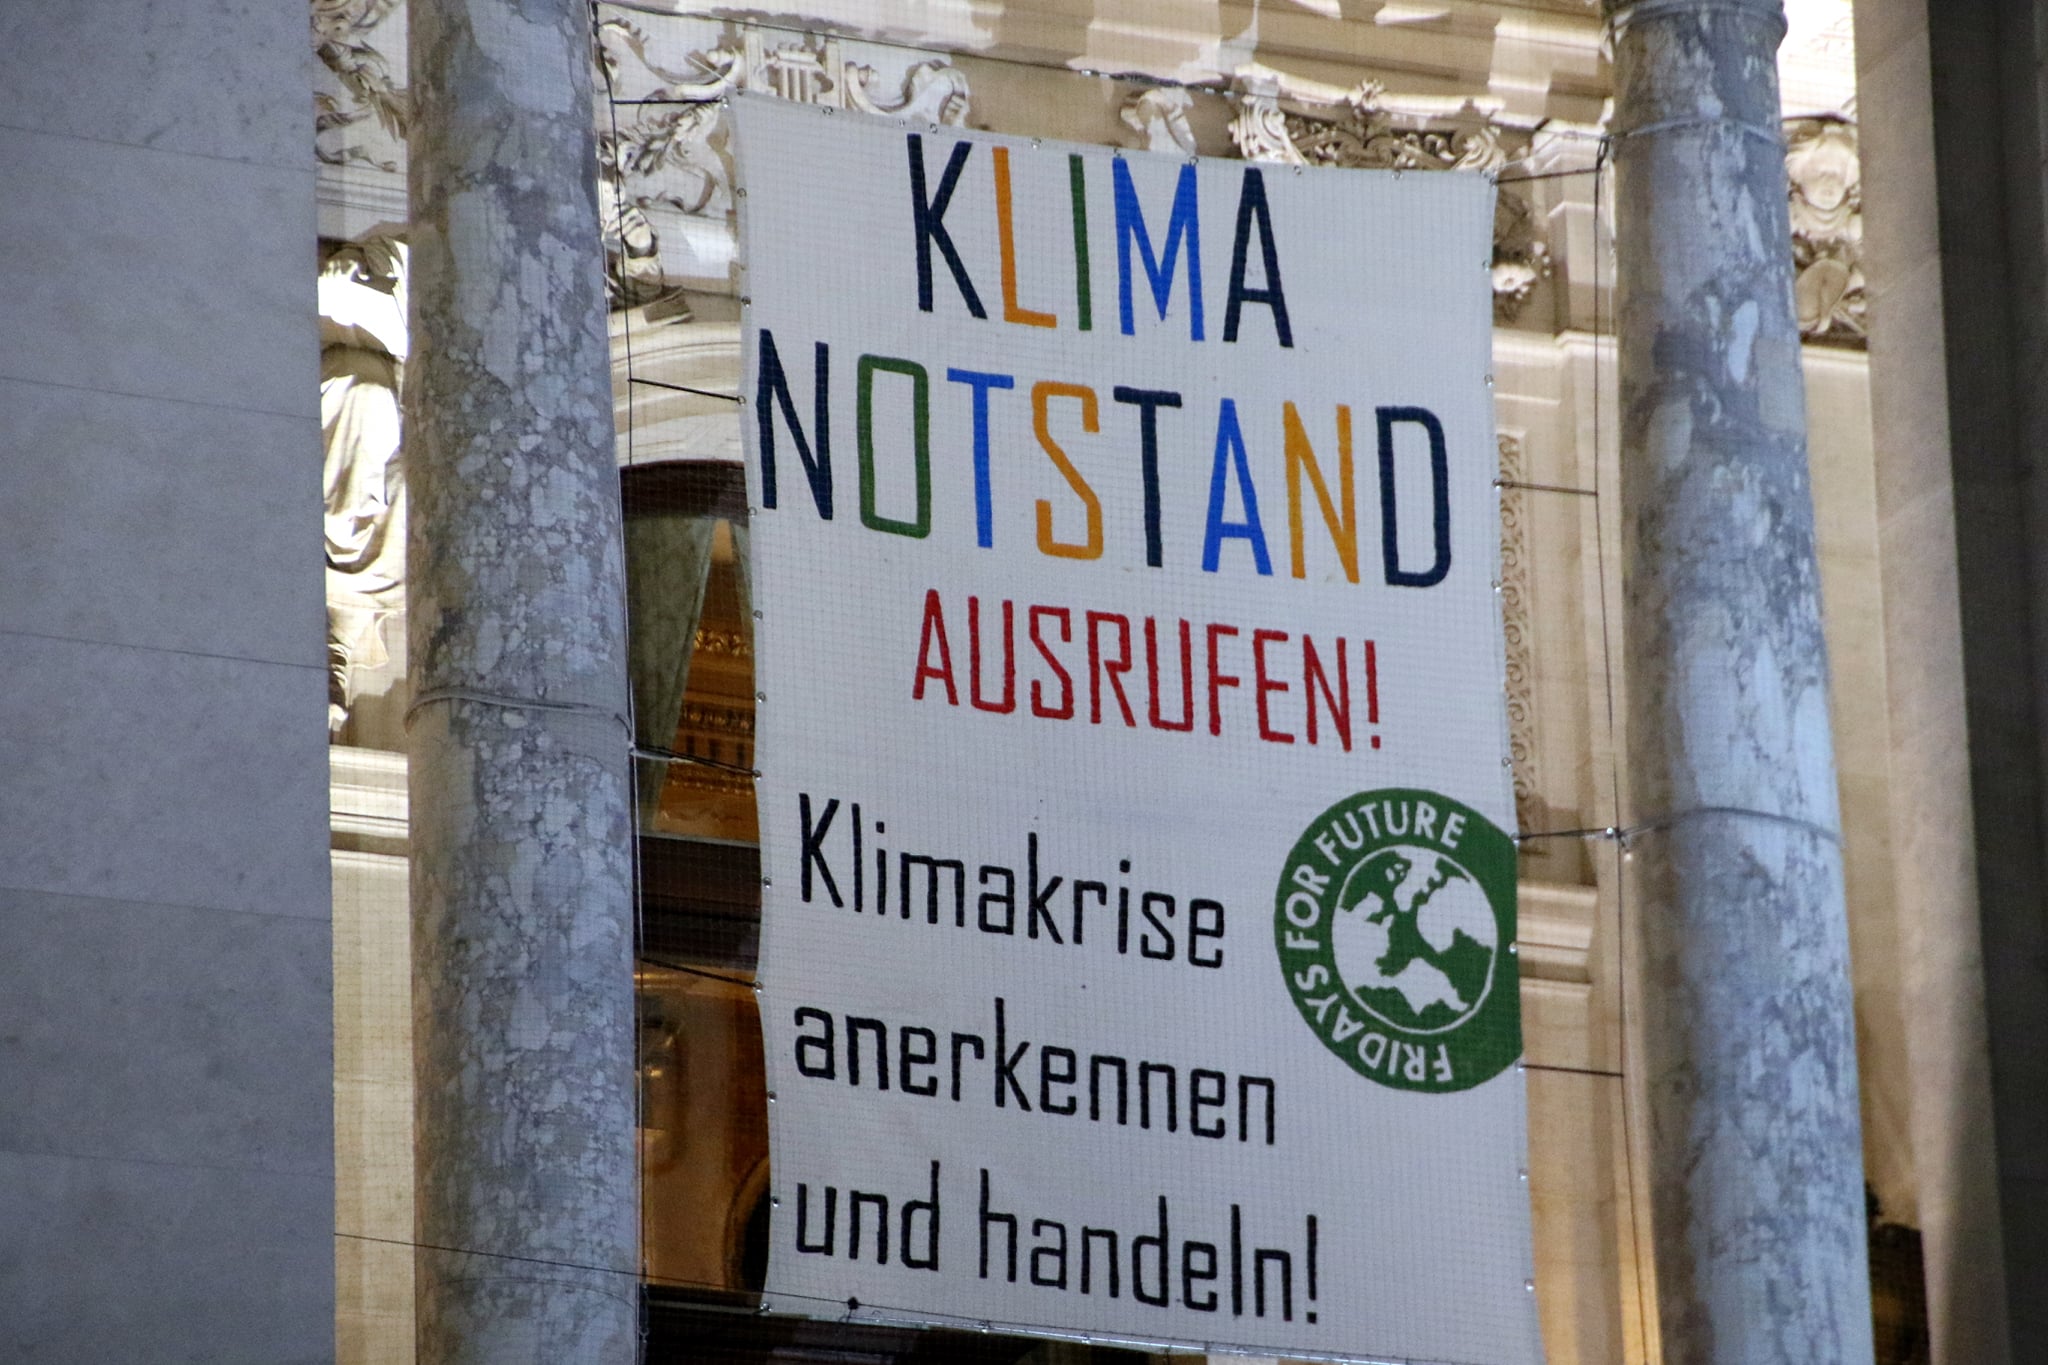 KLIMA
NOTSTAND
AUSRUFEN!
Klimakrise
anerkennen
und handeln!
FRIDAYS FOR FUTURE